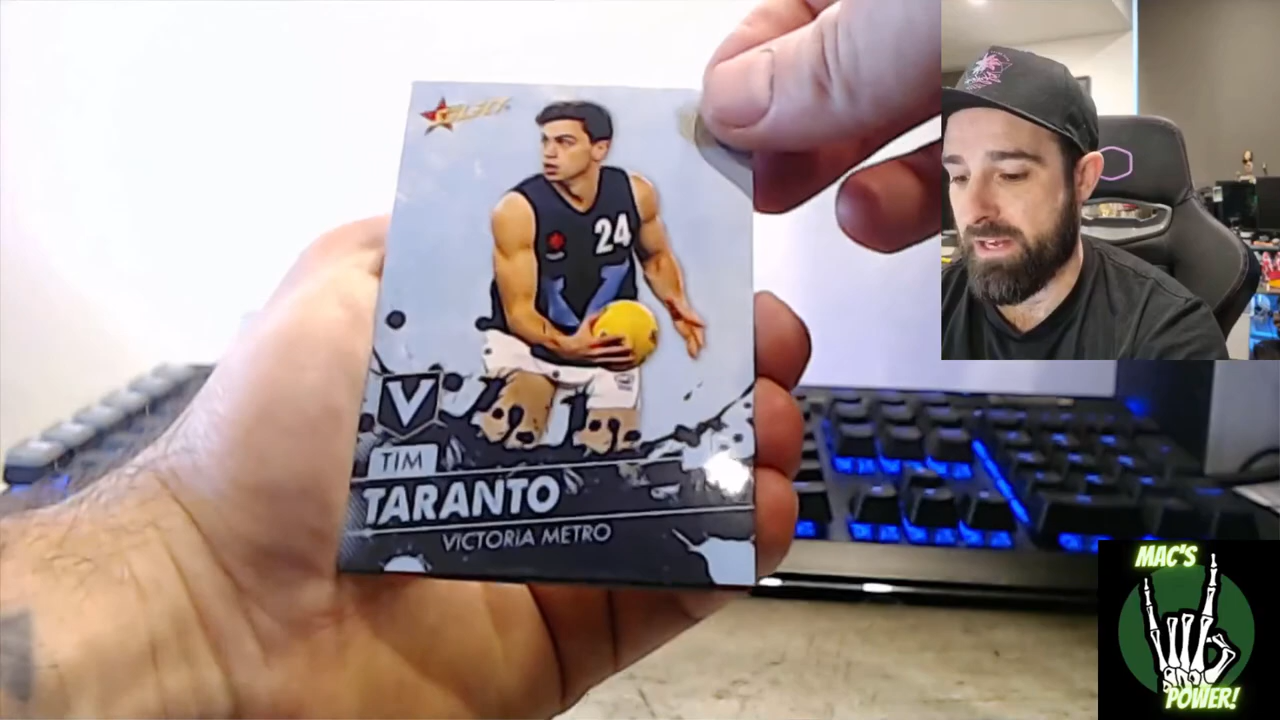 SELECT
24
V
TIM
TARANTO
VICTORIA METRO
MAC'S
POWER!